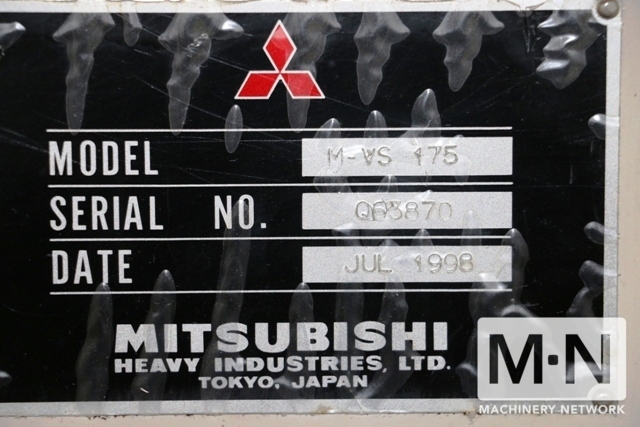 MODEL M-VS 175
SERIAL NO. Q63870
DATE JUL 1998
MITSUBISHI
HEAVY INDUSTRIES, LTD.
TOKYO, JAPAN
M·N
MACHINERY NETWORK